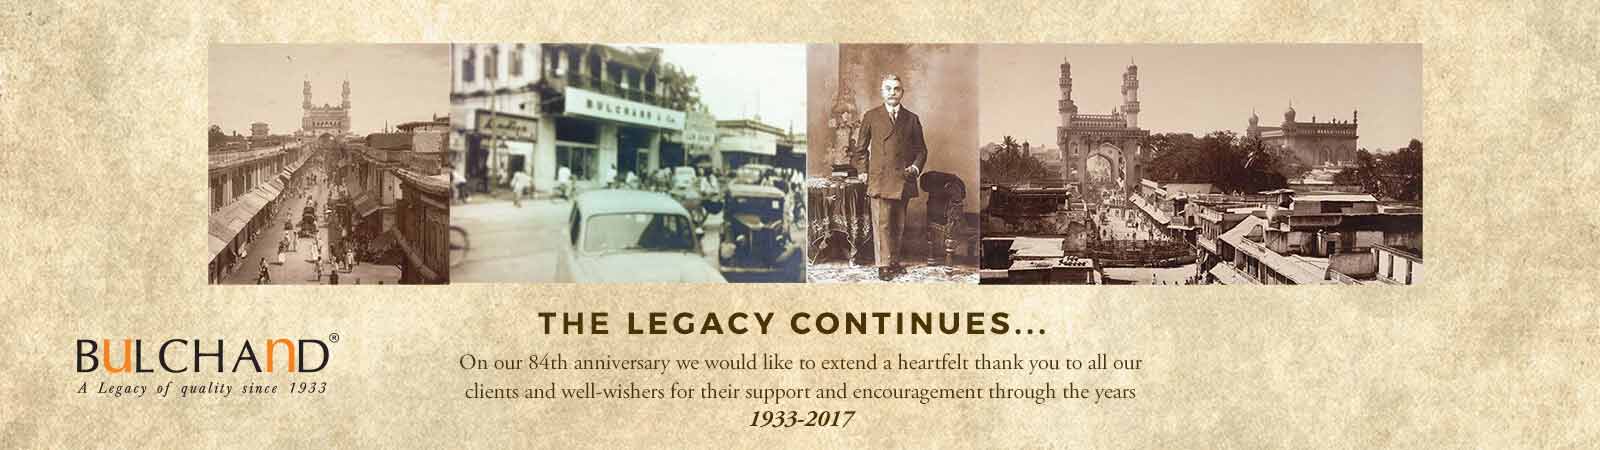 BULCHAND & Co.
THE LEGACY CONTINUES...
BULCHAND®
A Legacy of quality since 1933
On our 84th anniversary we would like to extend a heartfelt thank you to all our
clients and well-wishers for their support and encouragement through the years
1933-2017